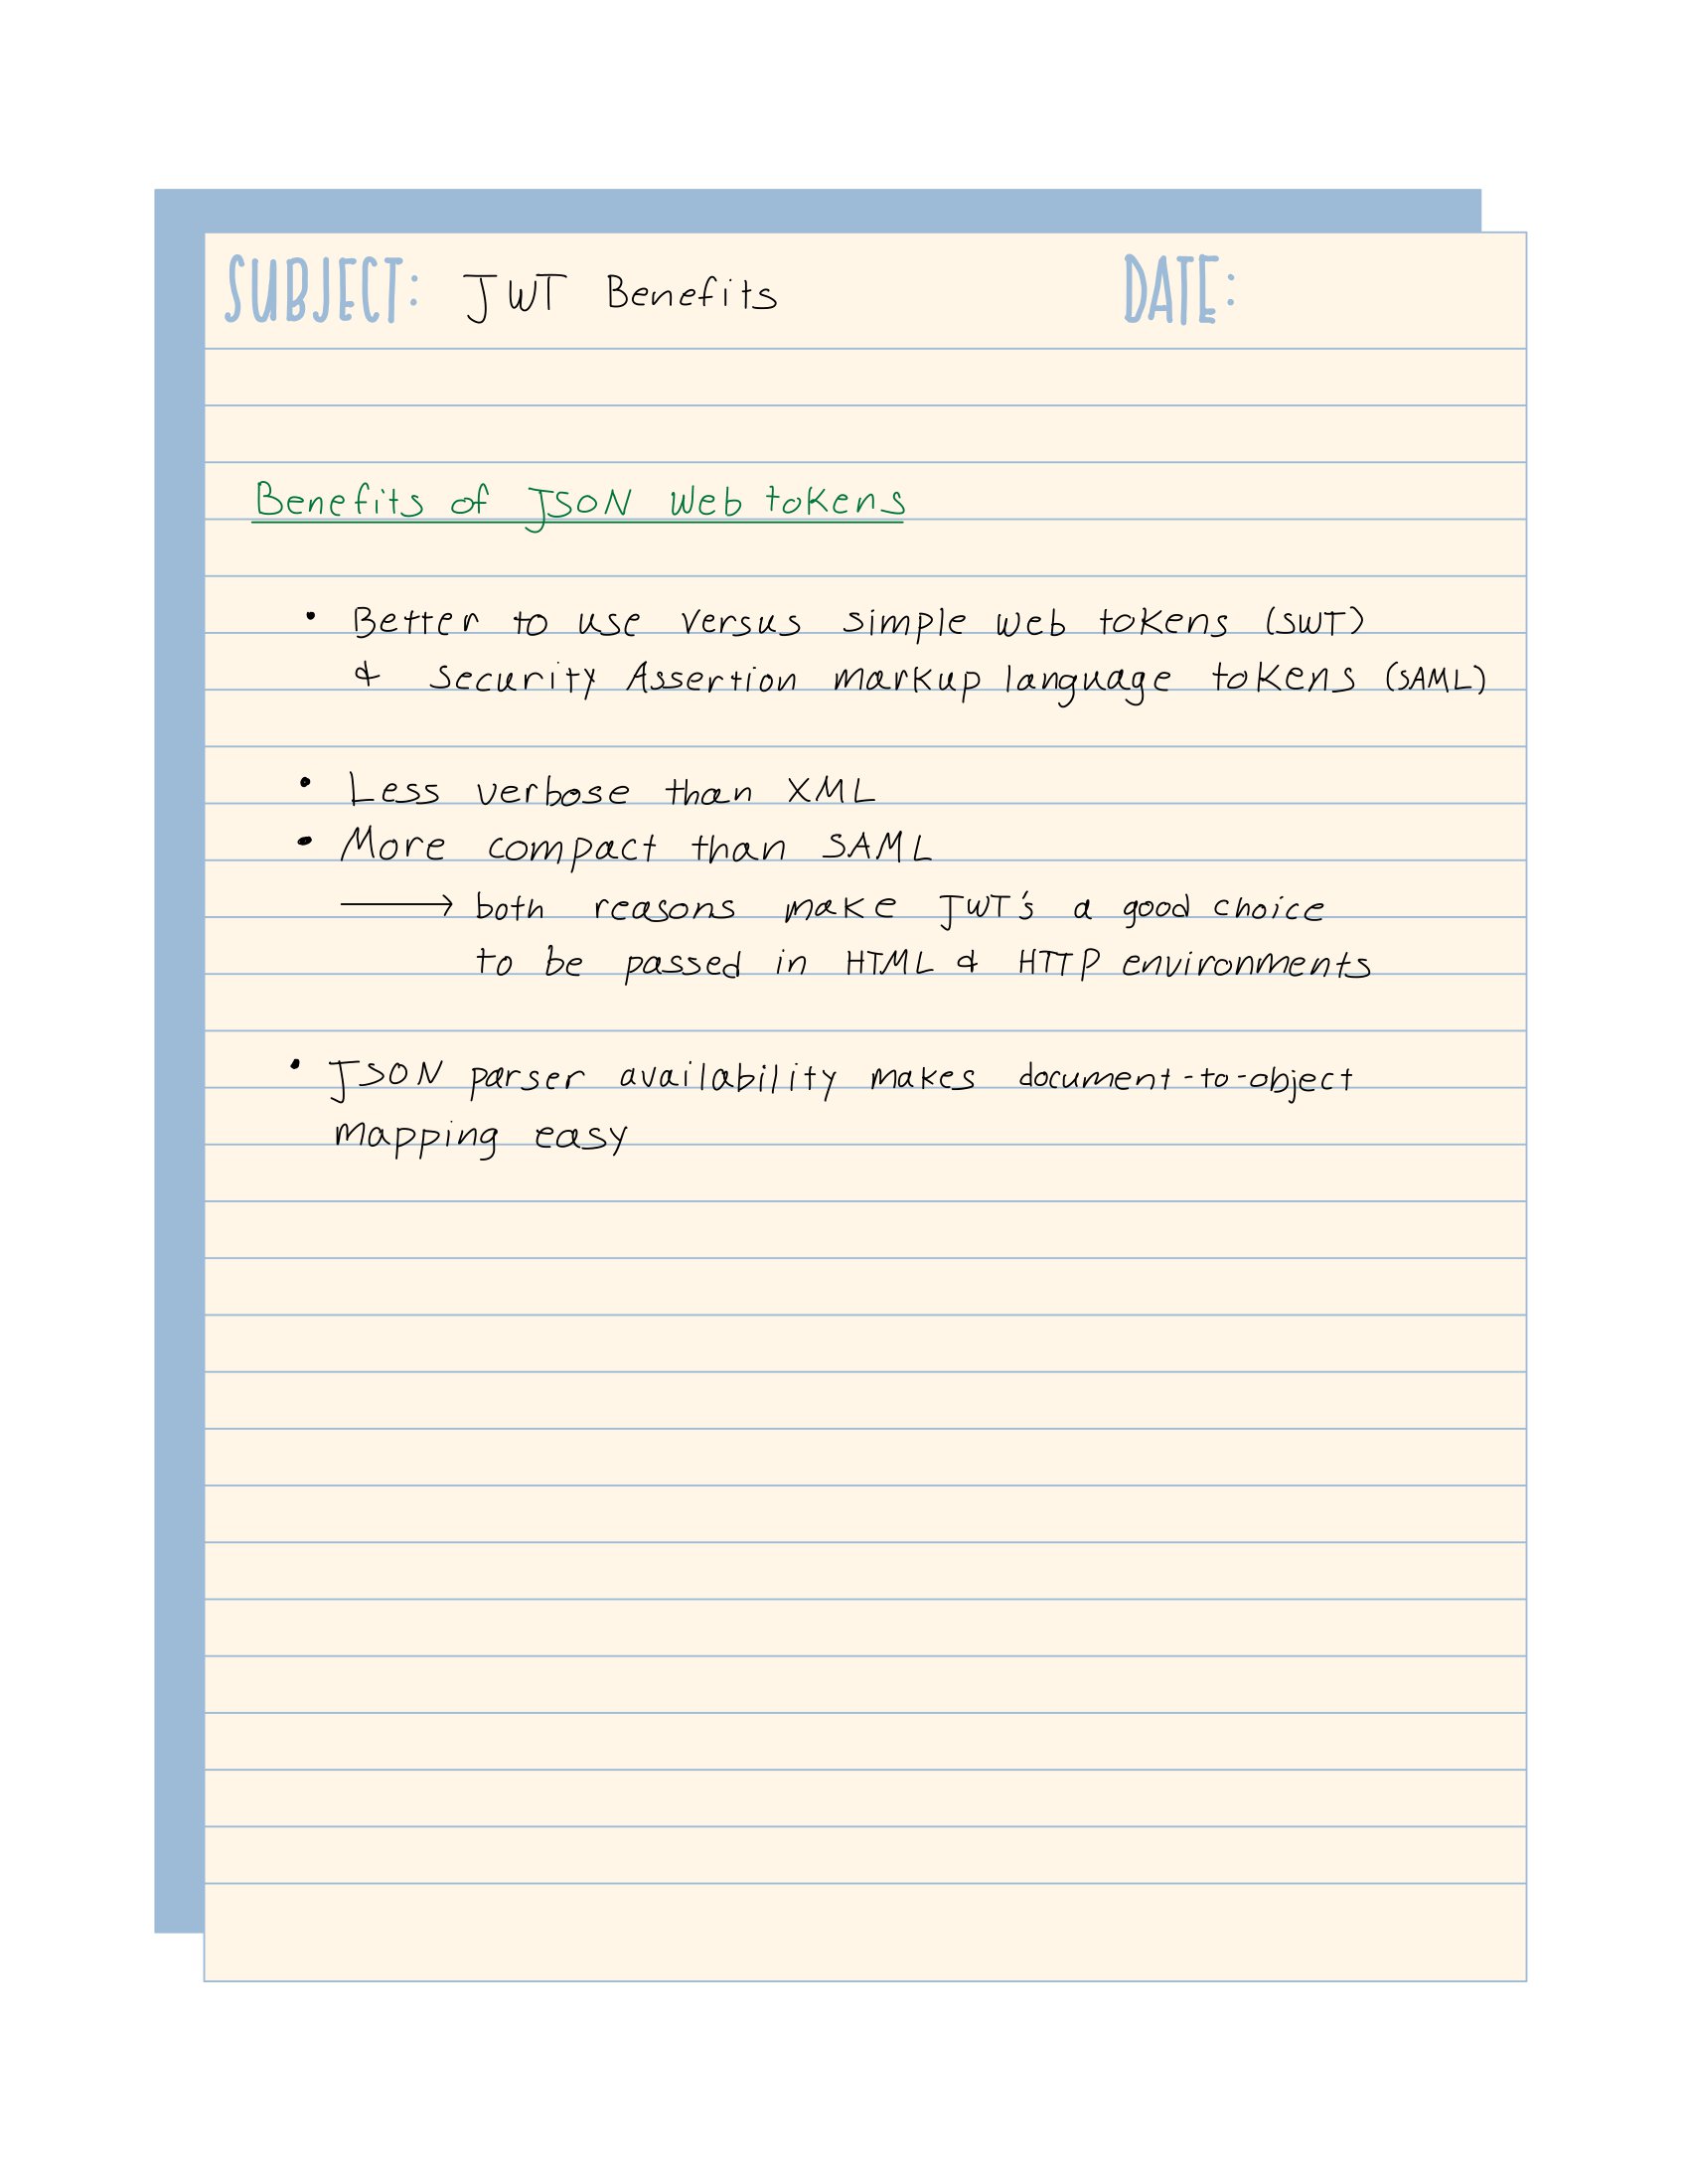 SUBJECT: JWT Benefits DATE:
Benefits of JSON Web tokens
• Better to use versus simple web tokens (SWT)
& Security Assertion markup language tokens (SAML)
• Less verbose than XML
• More compact than SAML
→ both reasons make JWT's a good choice
to be passed in HTML & HTTP environments
• JSON parser availability makes document-to-object
mapping easy